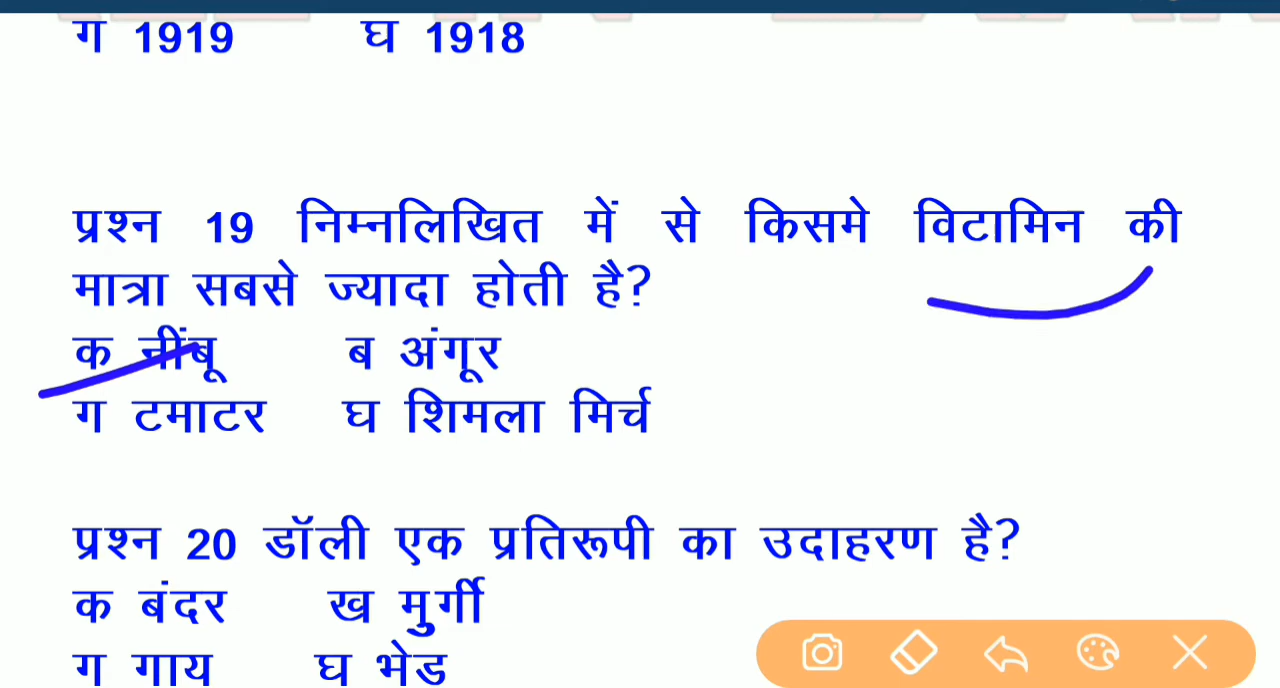 ग 1919 घ 1918
प्रश्न 19 निम्नलिखित में से किसमे विटामिन की
मात्रा सबसे ज्यादा होती है?
क नींबू ब अंगूर
ग टमाटर घ शिमला मिर्च
प्रश्न 20 डॉली एक प्रतिरूपी का उदाहरण है?
क बंदर ख मुर्गी
ग गाय घ भेड